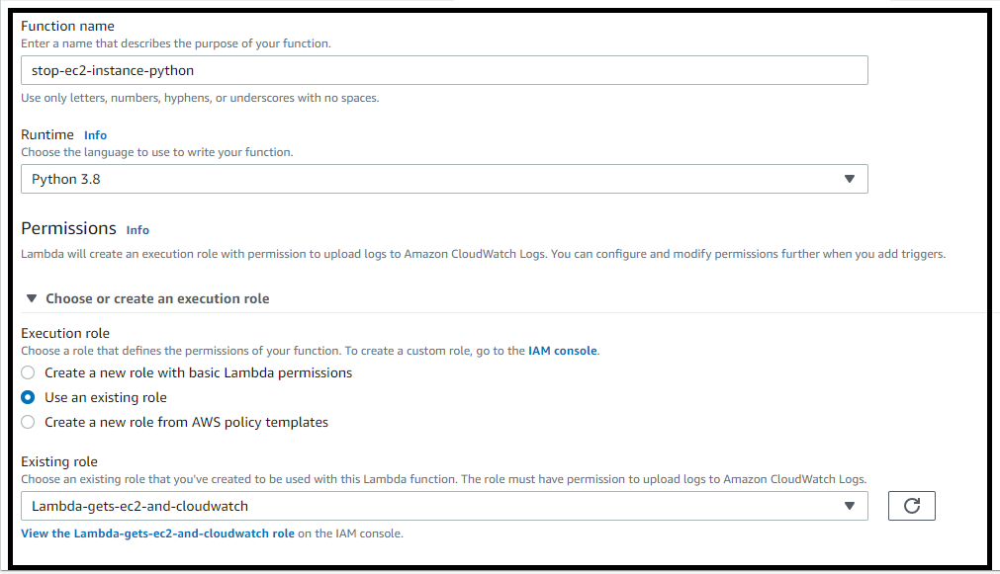 Function name
Enter a name that describes the purpose of your function.
stop-ec2-instance-python
Use only letters, numbers, hyphens, or underscores with no spaces.
Runtime Info
Choose the language to use to write your function.
Python 3.8
Permissions Info
Lambda will create an execution role with permission to upload logs to Amazon CloudWatch Logs. You can configure and modify permissions further when you add triggers.
Choose or create an execution role
Execution role
Choose a role that defines the permissions of your function. To create a custom role, go to the IAM console.
Create a new role with basic Lambda permissions
Use an existing role
Create a new role from AWS policy templates
Existing role
Choose an existing role that you've created to be used with this Lambda function. The role must have permission to upload logs to Amazon CloudWatch Logs.
Lambda-gets-ec2-and-cloudwatch
View the Lambda-gets-ec2-and-cloudwatch role on the IAM console.